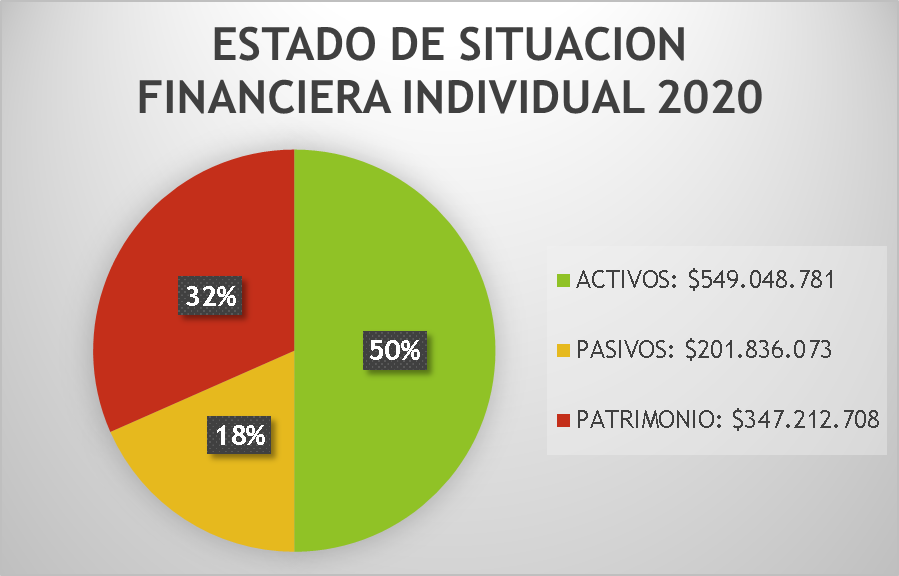 ESTADO DE SITUACION
FINANCIERA INDIVIDUAL 2020
32%
50%
18%
ACTIVOS: $549.048.781
PASIVOS: $201.836.073
PATRIMONIO: $347.212.708